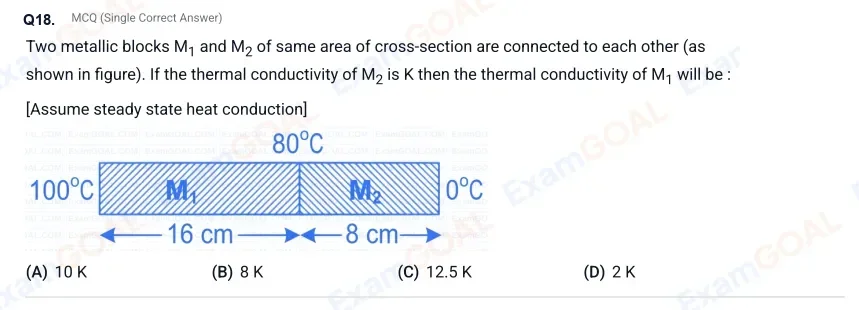 Q18. MCQ (Single Correct Answer)
Two metallic blocks M₁ and M₂ of same area of cross-section are connected to each other (as
shown in figure). If the thermal conductivity of M₂ is K then the thermal conductivity of M₁ will be :
[Assume steady state heat conduction]
80°C
100°C M₁ M₂ 0°C
16 cm 8 cm
(A) 10 K (B) 8 K (C) 12.5 K (D) 2 K
ExamGOAL